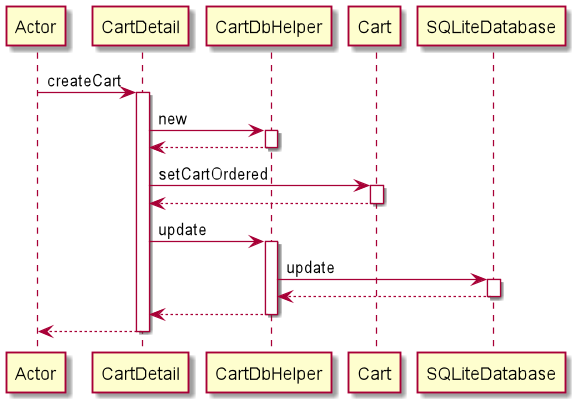 Actor CartDetail CartDbHelper Cart SQLiteDatabase
createCart
new
setCartOrdered
update
update
Actor CartDetail CartDbHelper Cart SQLiteDatabase